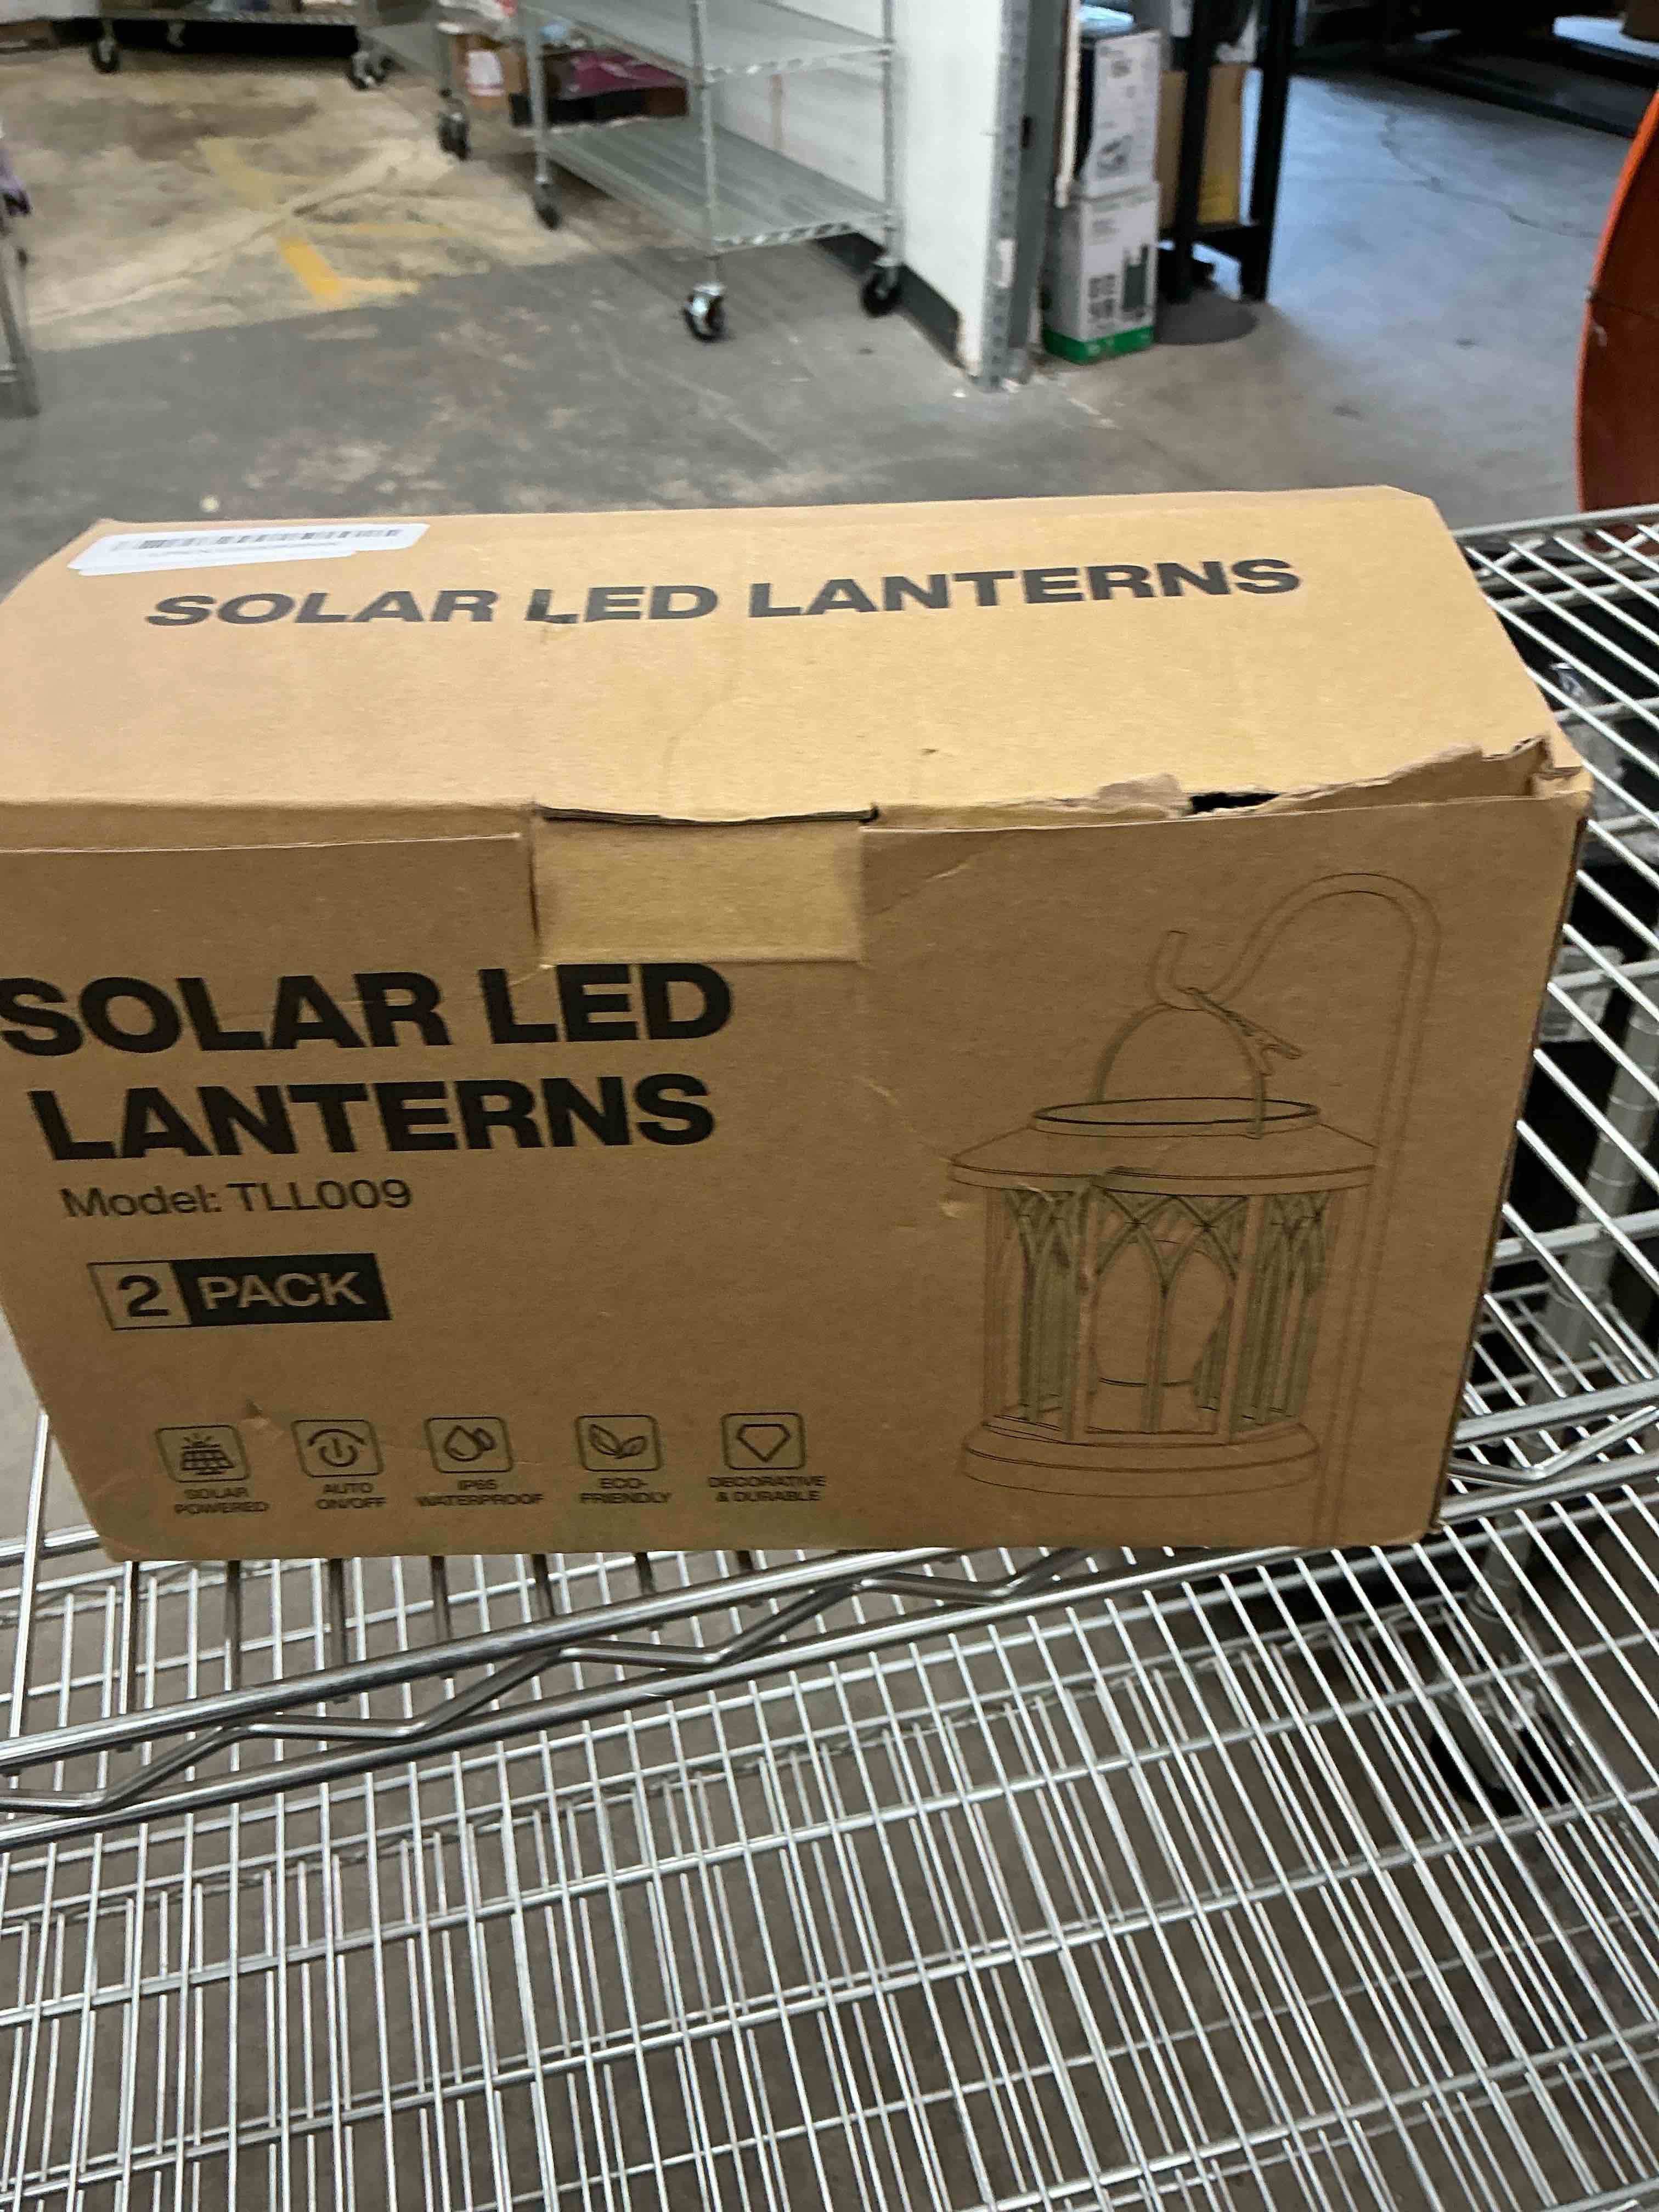 SOLAR LED LANTERNS
SOLAR LED
LANTERNS
Model: TLL009
2 PACK
SOLAR
POWERED
AUTO
ON/OFF
IP65
WATERPROOF
ECO-
FRIENDLY
DECORATIVE
& DURABLE